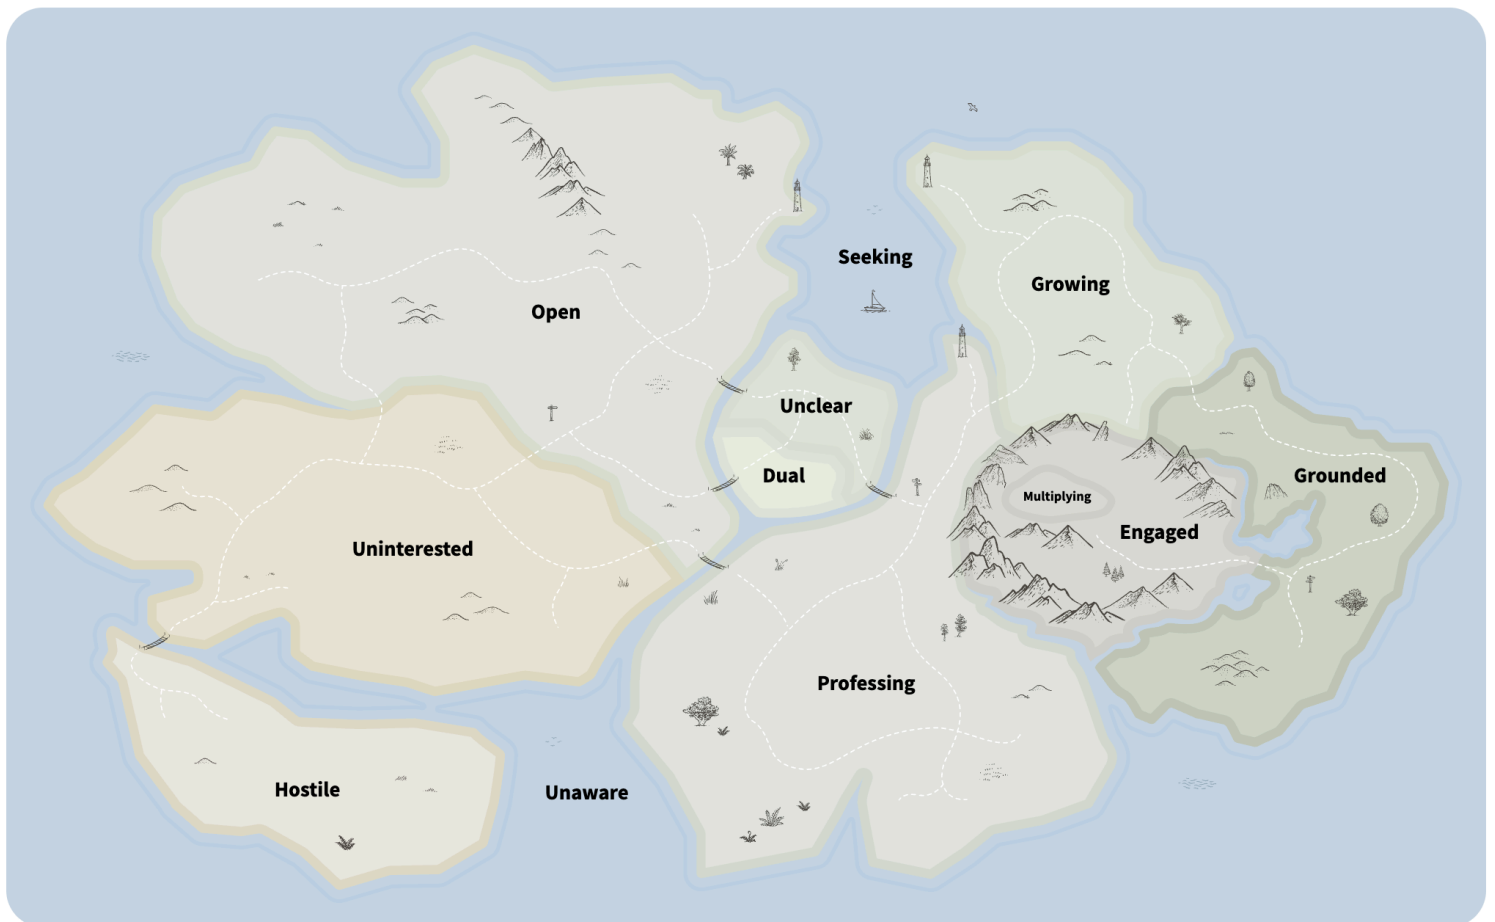 Seeking
Growing
Open
Unclear
Dual
Grounded
Multiplying
Engaged
Uninterested
Professing
Hostile
Unaware